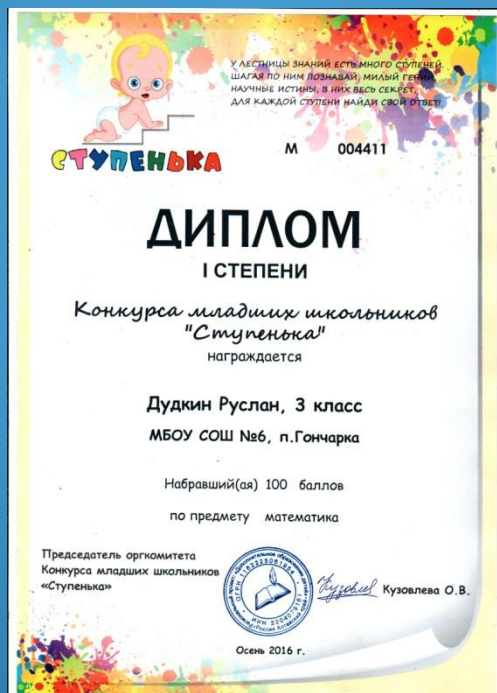 У ЛЕСТНИЦЫ ЗНАНИЙ ЕСТЬ МНОГО СТУПЕНЕЙ,
ШАГАЯ ПО НИМ ПОЗНАВАЙ, МИЛЫЙ ГЕНИЙ
НАУЧНЫЕ ИСТИНЫ, В НИХ ВЕСЬ СЕКРЕТ,
ДЛЯ КАЖДОЙ СТУПЕНИ НАЙДИ СВОЙ ОТВЕТ!
СТУПЕНЬКА
М 004411
ДИПЛОМ
I СТЕПЕНИ
Конкурса младших школьников
"Ступенька"
награждается
Дудкин Руслан, 3 класс
МБОУ СОШ №6, п.Гончарка
Набравший(ая) 100 баллов
по предмету математика
Председатель оргкомитета
Конкурса младших школьников
«Ступенька»
Кузовлева О.В.
Осень 2016 г.